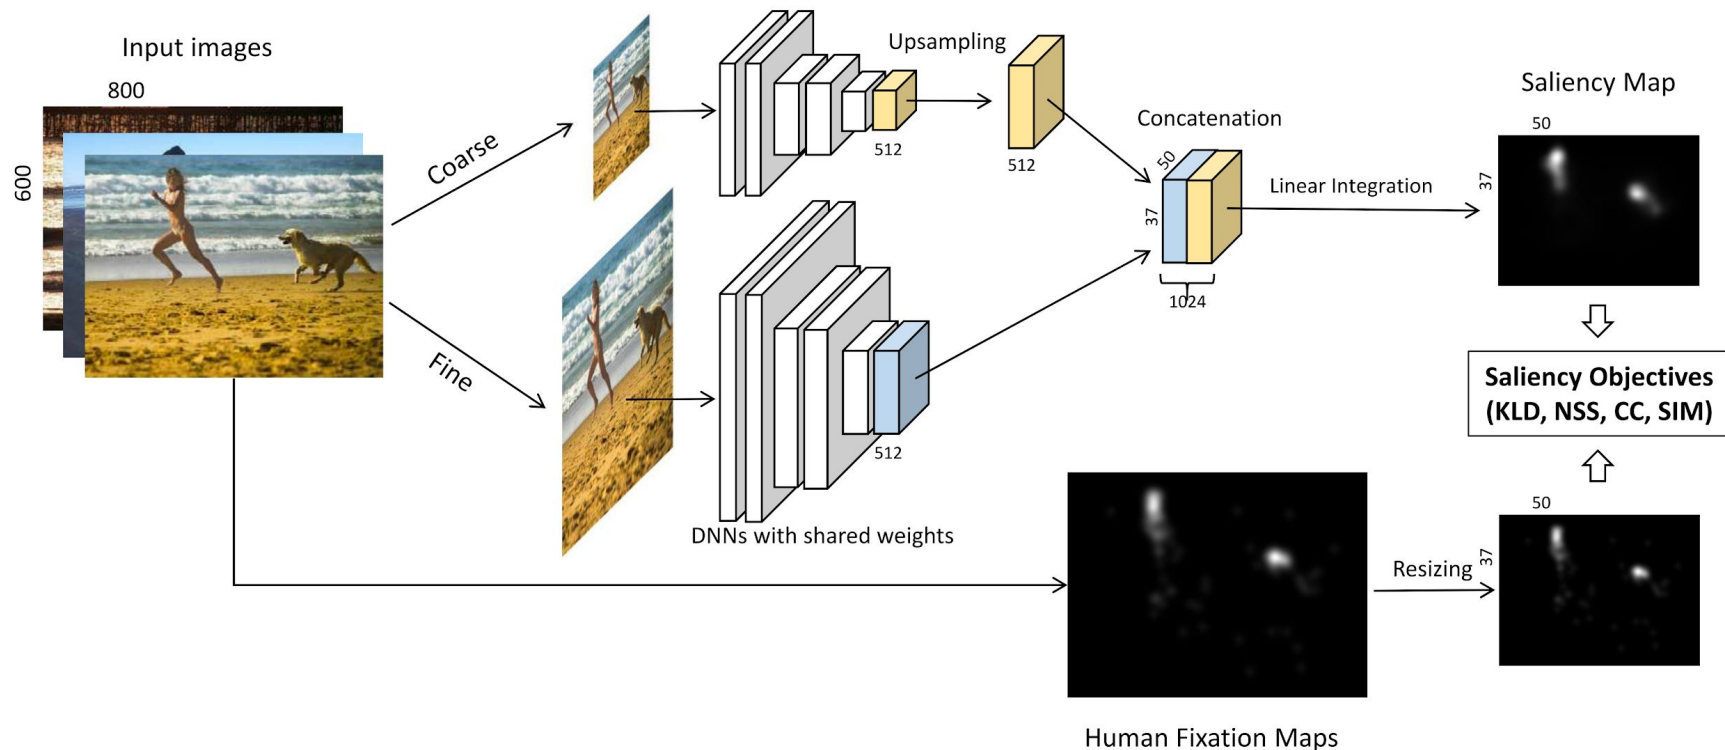 Input images
800
600
Coarse
Fine
Upsampling
512
512
512
DNNs with shared weights
Concatenation
50
37
1024
Linear Integration
Saliency Map
50
37
Saliency Objectives
(KLD, NSS, CC, SIM)
50
37
Resizing
Human Fixation Maps